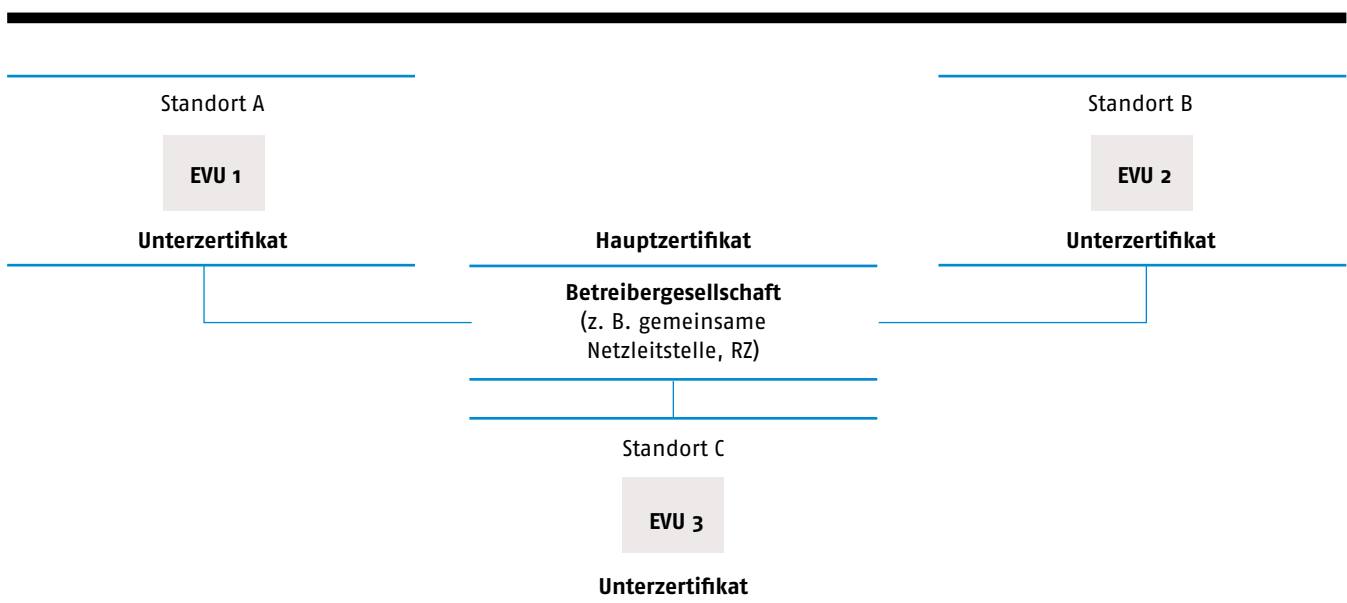 Standort A
EVU 1
Unterzertifikat
Standort B
EVU 2
Unterzertifikat
Hauptzertifikat
Betreibergesellschaft
(z. B. gemeinsame
Netzleitstelle, RZ)
Standort C
EVU 3
Unterzertifikat